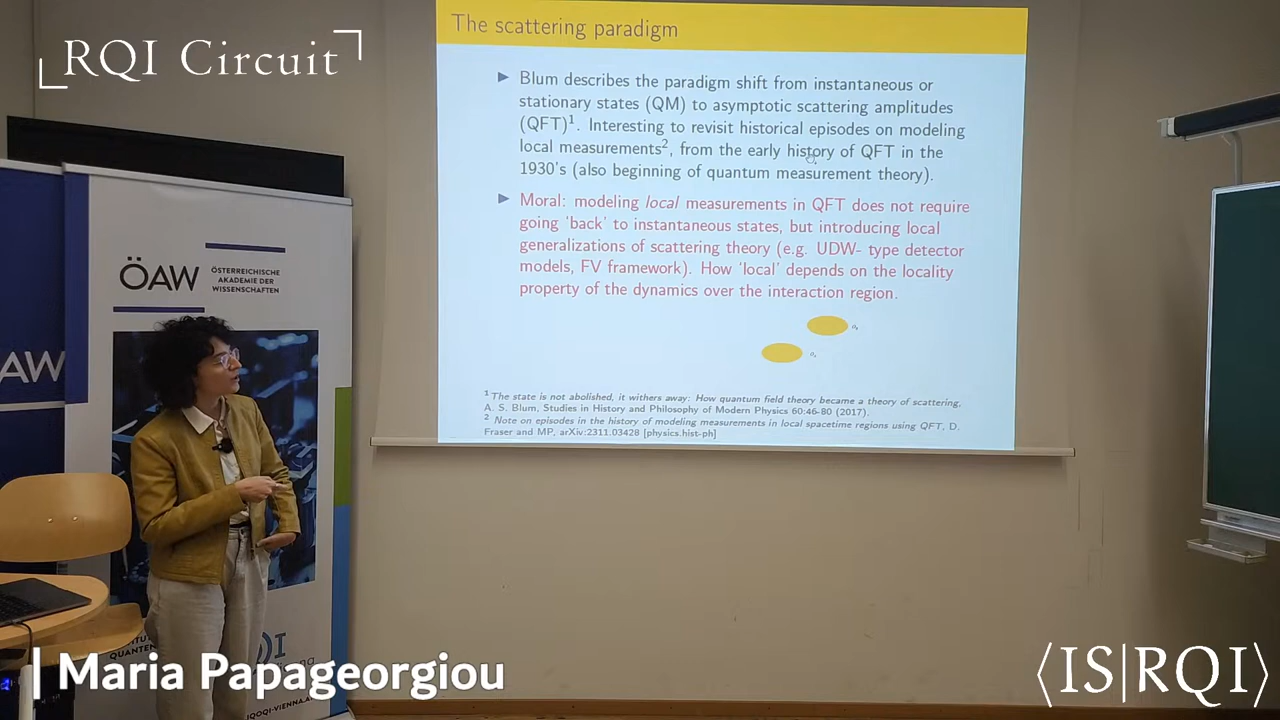 RQI Circuit
The scattering paradigm
Blum describes the paradigm shift from instantaneous or
stationary states (QM) to asymptotic scattering amplitudes
(QFT)¹. Interesting to revisit historical episodes on modeling
local measurements², from the early history of QFT in the
1930's (also beginning of quantum measurement theory).
Moral: modeling local measurements in QFT does not require
going 'back' to instantaneous states, but introducing local
generalizations of scattering theory (e.g. UDW- type detector
models, FV framework). How 'local' depends on the locality
property of the dynamics over the interaction region.
¹ The state is not abolished, it withers away: How quantum field theory became a theory of scattering,
A. S. Blum, Studies in History and Philosophy of Modern Physics 60:46-80 (2017).
² Note on episodes in the history of modeling measurements in local spacetime regions using QFT, D.
Fraser and MP, arXiv:2311.03428 [physics.hist-ph]
ÖAW
ÖSTERREICHISCHE
AKADEMIE DER
WISSENSCHAFTEN
AW
QUANTEN
QI
IQOQI-VIENNA.A
| Maria Papageorgiou
⟨IS|RQI⟩